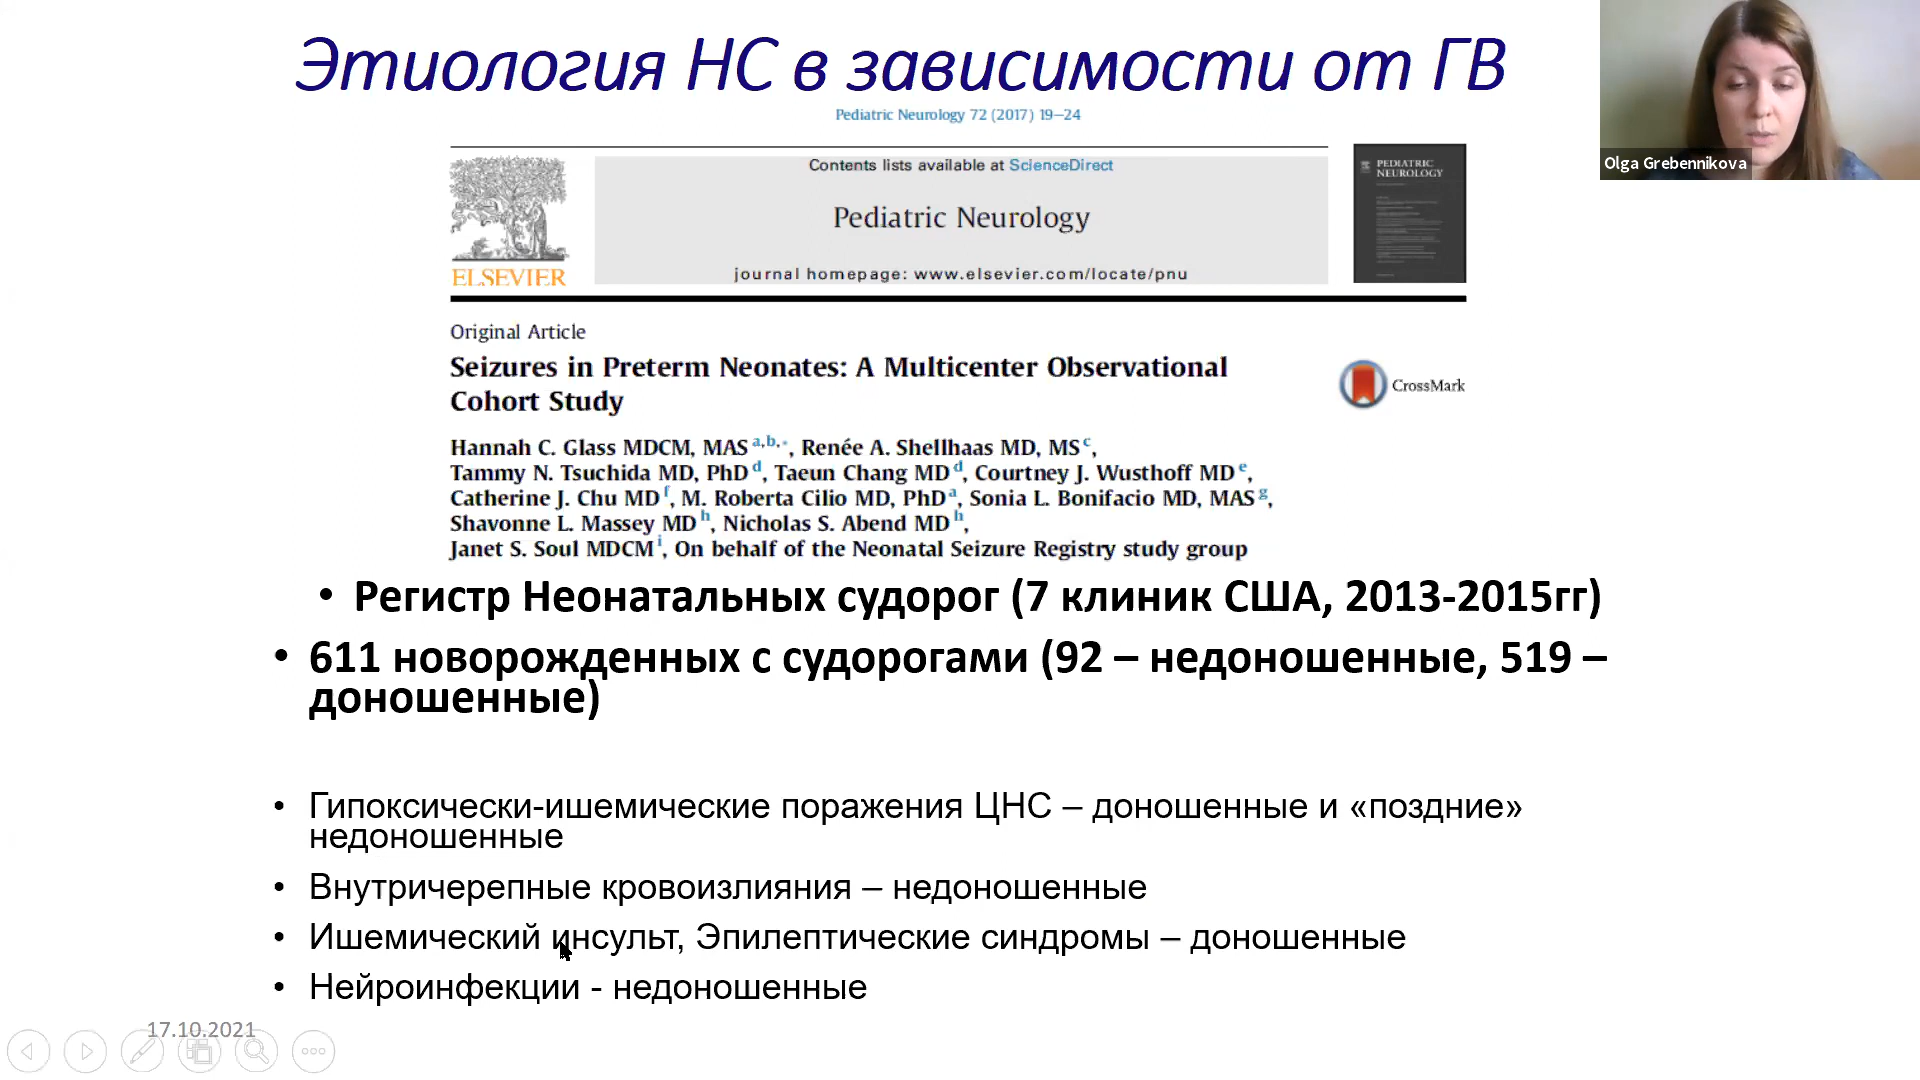 Этиология НС в зависимости от ГВ
Pediatric Neurology 72 (2017) 19–24
Contents lists available at ScienceDirect
Pediatric Neurology
journal homepage: www.elsevier.com/locate/pnu
ELSEVIER
PEDIATRIC
NEUROLOGY
Olga Grebennikova
Original Article
Seizures in Preterm Neonates: A Multicenter Observational
Cohort Study
CrossMark
Hannah C. Glass MDCM, MAS a,b,*, Renée A. Shellhaas MD, MS c,
Tammy N. Tsuchida MD, PhD d, Taeun Chang MD d, Courtney J. Wusthoff MD e,
Catherine J. Chu MD f, M. Roberta Cilio MD, PhD a, Sonia L. Bonifacio MD, MAS g,
Shavonne L. Massey MD h, Nicholas S. Abend MD h,
Janet S. Soul MDCM i, On behalf of the Neonatal Seizure Registry study group
• Регистр Неонатальных судорог (7 клиник США, 2013-2015гг)
• 611 новорожденных с судорогами (92 – недоношенные, 519 –
доношенные)
• Гипоксически-ишемические поражения ЦНС – доношенные и «поздние»
недоношенные
• Внутричерепные кровоизлияния – недоношенные
• Ишемический инсульт, Эпилептические синдромы – доношенные
• Нейроинфекции - недоношенные
17.10.2021